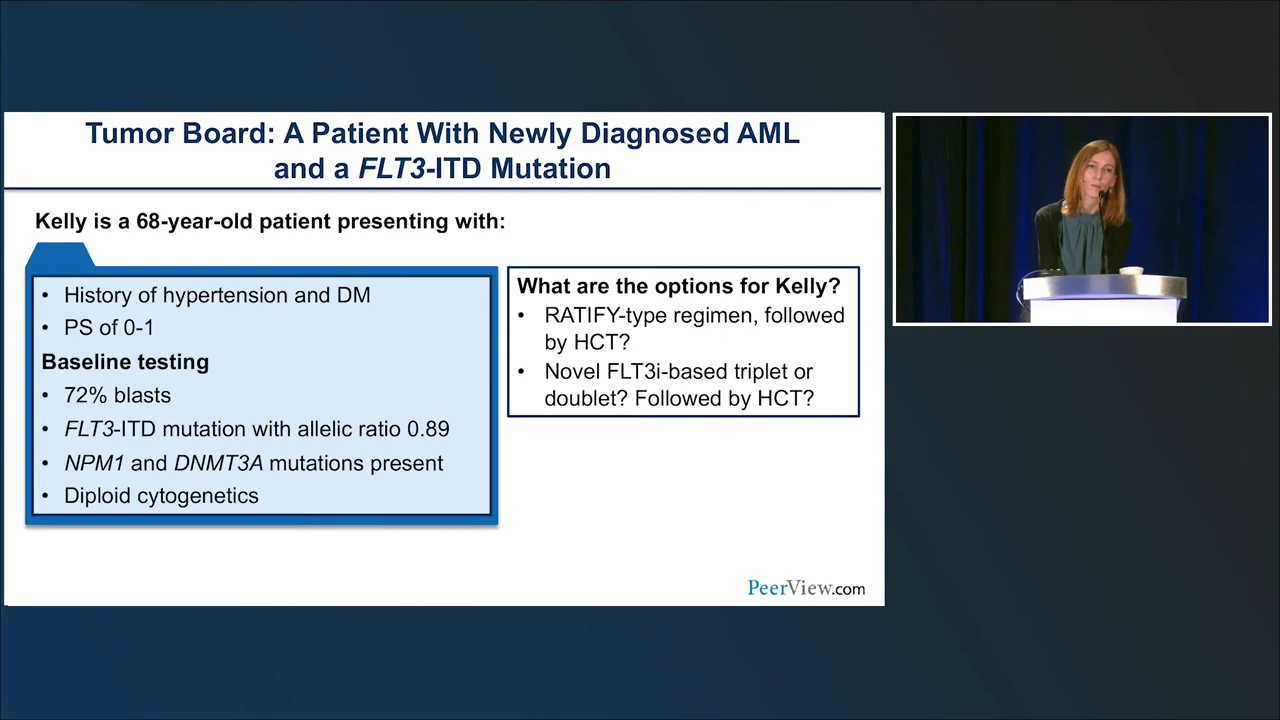 Tumor Board: A Patient With Newly Diagnosed AML
and a FLT3-ITD Mutation
Kelly is a 68-year-old patient presenting with:
• History of hypertension and DM
• PS of 0-1
Baseline testing
• 72% blasts
• FLT3-ITD mutation with allelic ratio 0.89
• NPM1 and DNMT3A mutations present
• Diploid cytogenetics
What are the options for Kelly?
• RATIFY-type regimen, followed
by HCT?
• Novel FLT3i-based triplet or
doublet? Followed by HCT?
PeerView.com